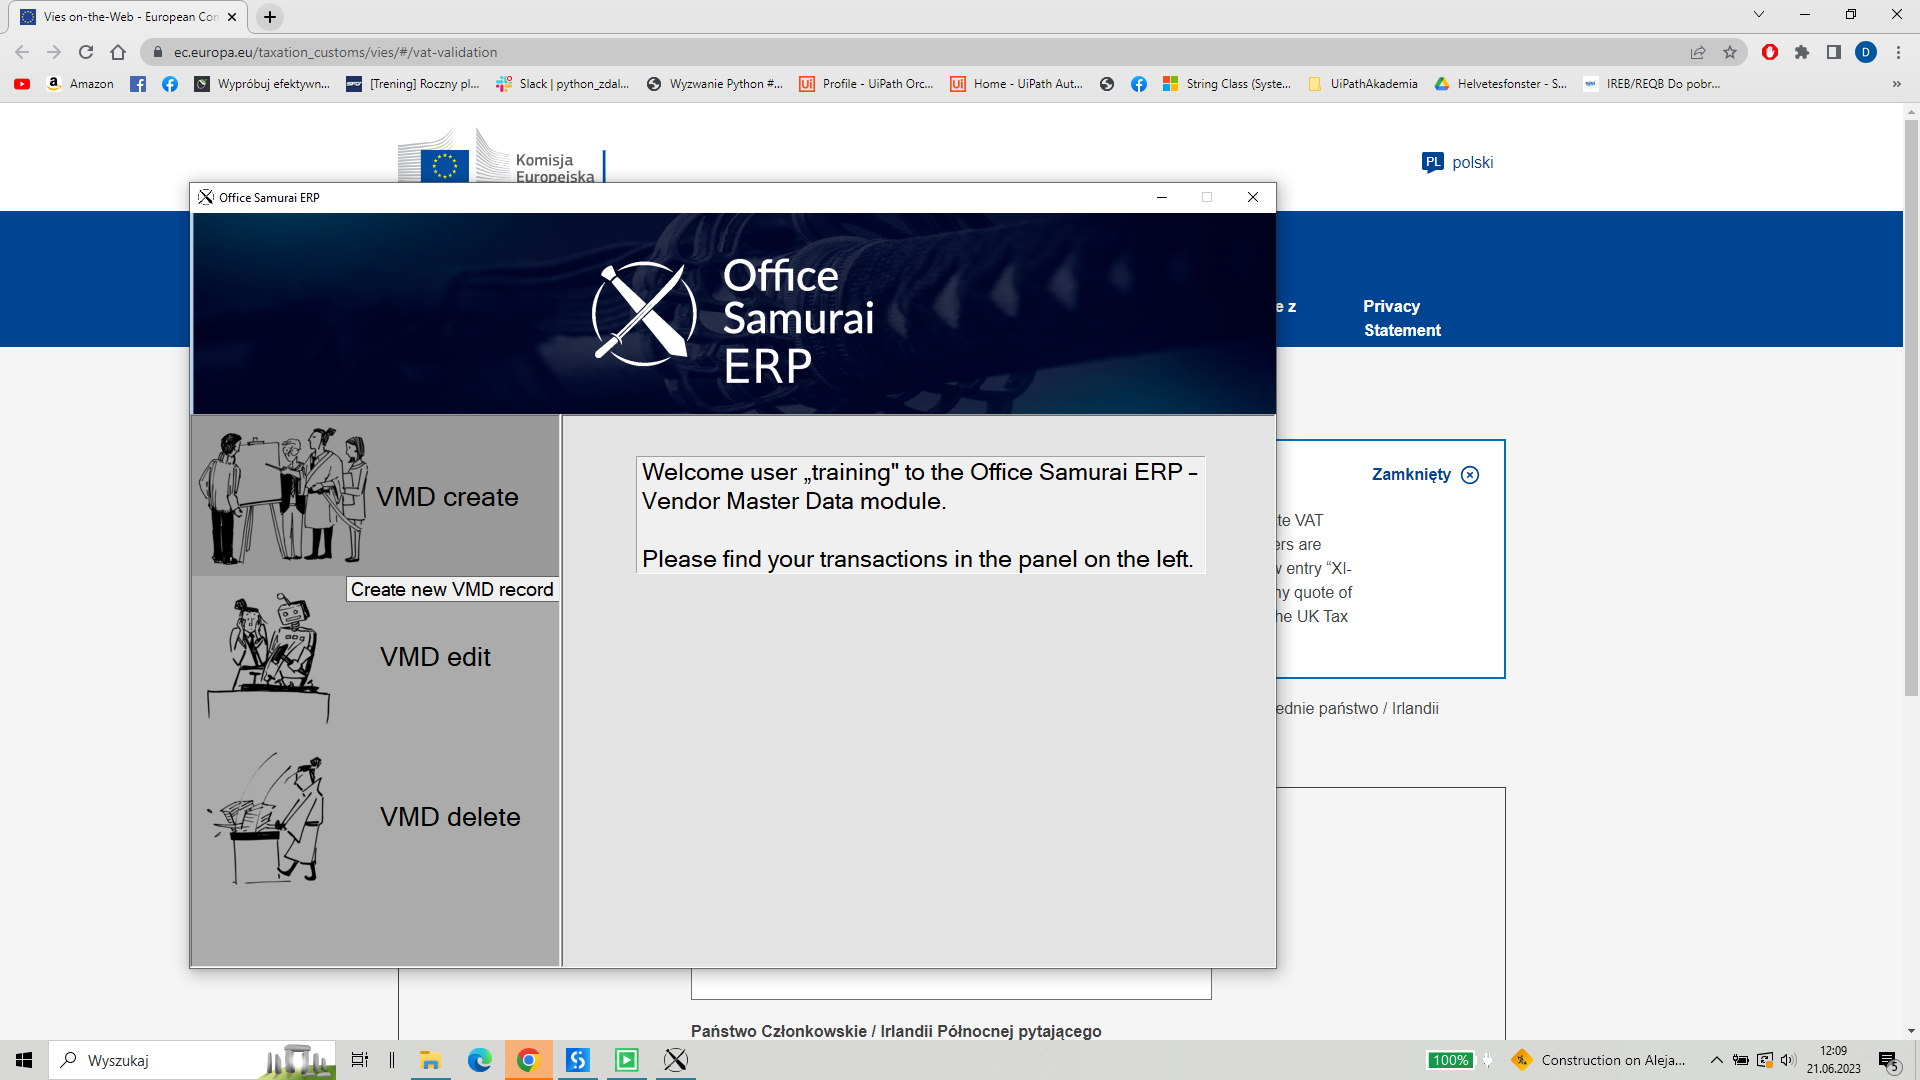 Vies on-the-Web - European Con
ec.europa.eu/taxation_customs/vies/#/vat-validation
D
Amazon
Wypróbuj efektywn...
[Trening] Roczny pl...
Slack | python_zdal...
Wyzwanie Python #...
Profile - UiPath Orc...
Home - UiPath Aut...
String Class (Syste...
UiPathAkademia
Helvetesfonster - S...
IREB/REQB Do pobr...
»
Komisja
Europejska
PL polski
Office Samurai ERP
Office
Samurai
ERP
e z
Privacy
Statement
VMD create
Create new VMD record
VMD edit
VMD delete
Welcome user „training" to the Office Samurai ERP –
Vendor Master Data module.
Please find your transactions in the panel on the left.
Zamknięty
te VAT
ers are
w entry “XI-
ny quote of
he UK Tax
ednie państwo / Irlandii
Państwo Członkowskie / Irlandii Północnej pytającego
Wyszukaj
100%
Construction on Aleja...
12:09
21.06.2023
5